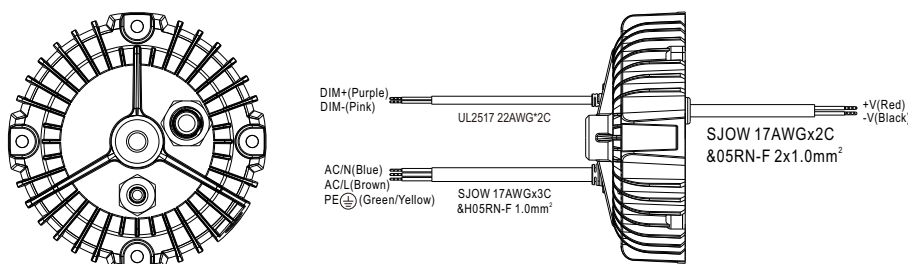 DIM+(Purple)
DIM-(Pink)
UL2517 22AWG*2C
AC/N(Blue)
AC/L(Brown)
PE⏚(Green/Yellow)
SJOW 17AWGx3C
&H05RN-F 1.0mm²
+V(Red)
-V(Black)
SJOW 17AWGx2C
&05RN-F 2x1.0mm²